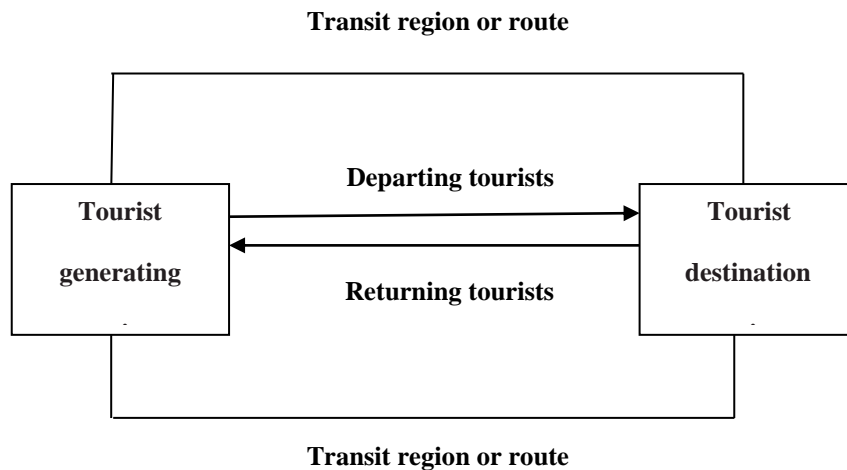 Transit region or route
Departing tourists
Tourist
generating
Tourist
destination
Returning tourists
Transit region or route